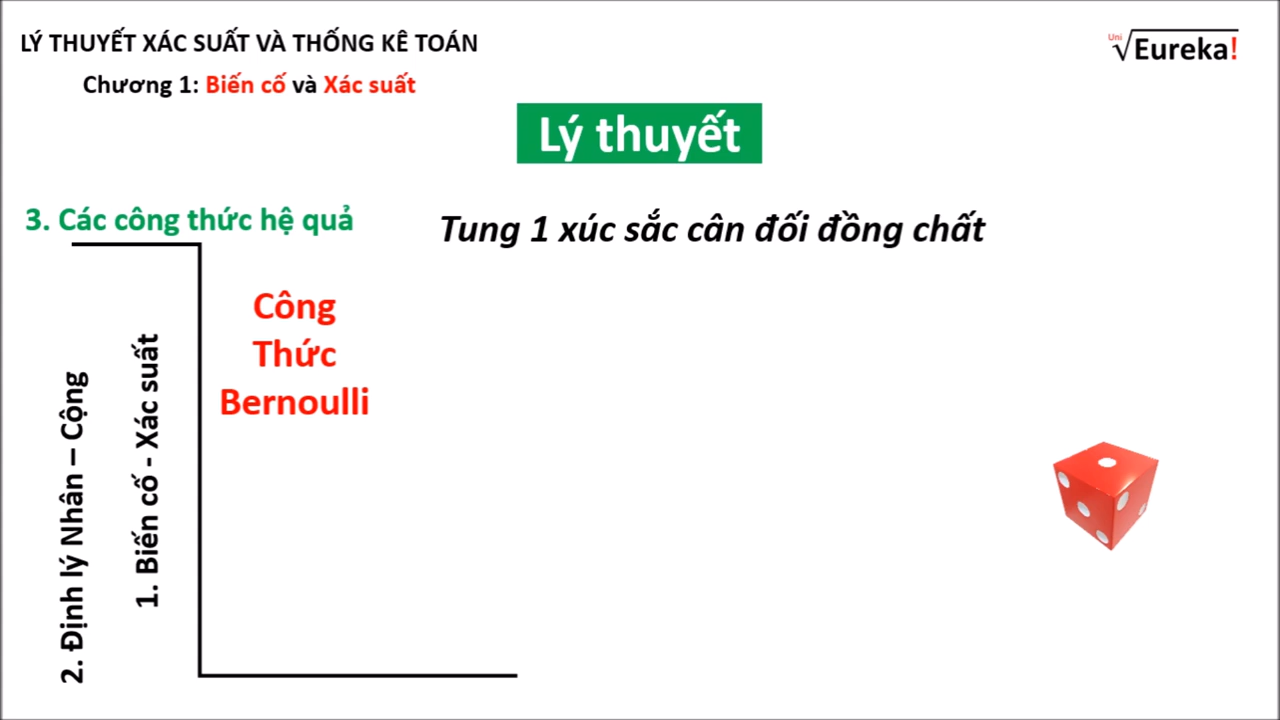 LÝ THUYẾT XÁC SUẤT VÀ THỐNG KÊ TOÁN
Chương 1: Biến cố và Xác suất
Uni
√Eureka!
Lý thuyết
3. Các công thức hệ quả
Tung 1 xúc sắc cân đối đồng chất
Công
Thức
Bernoulli
2. Định lý Nhân – Cộng
1. Biến cố - Xác suất